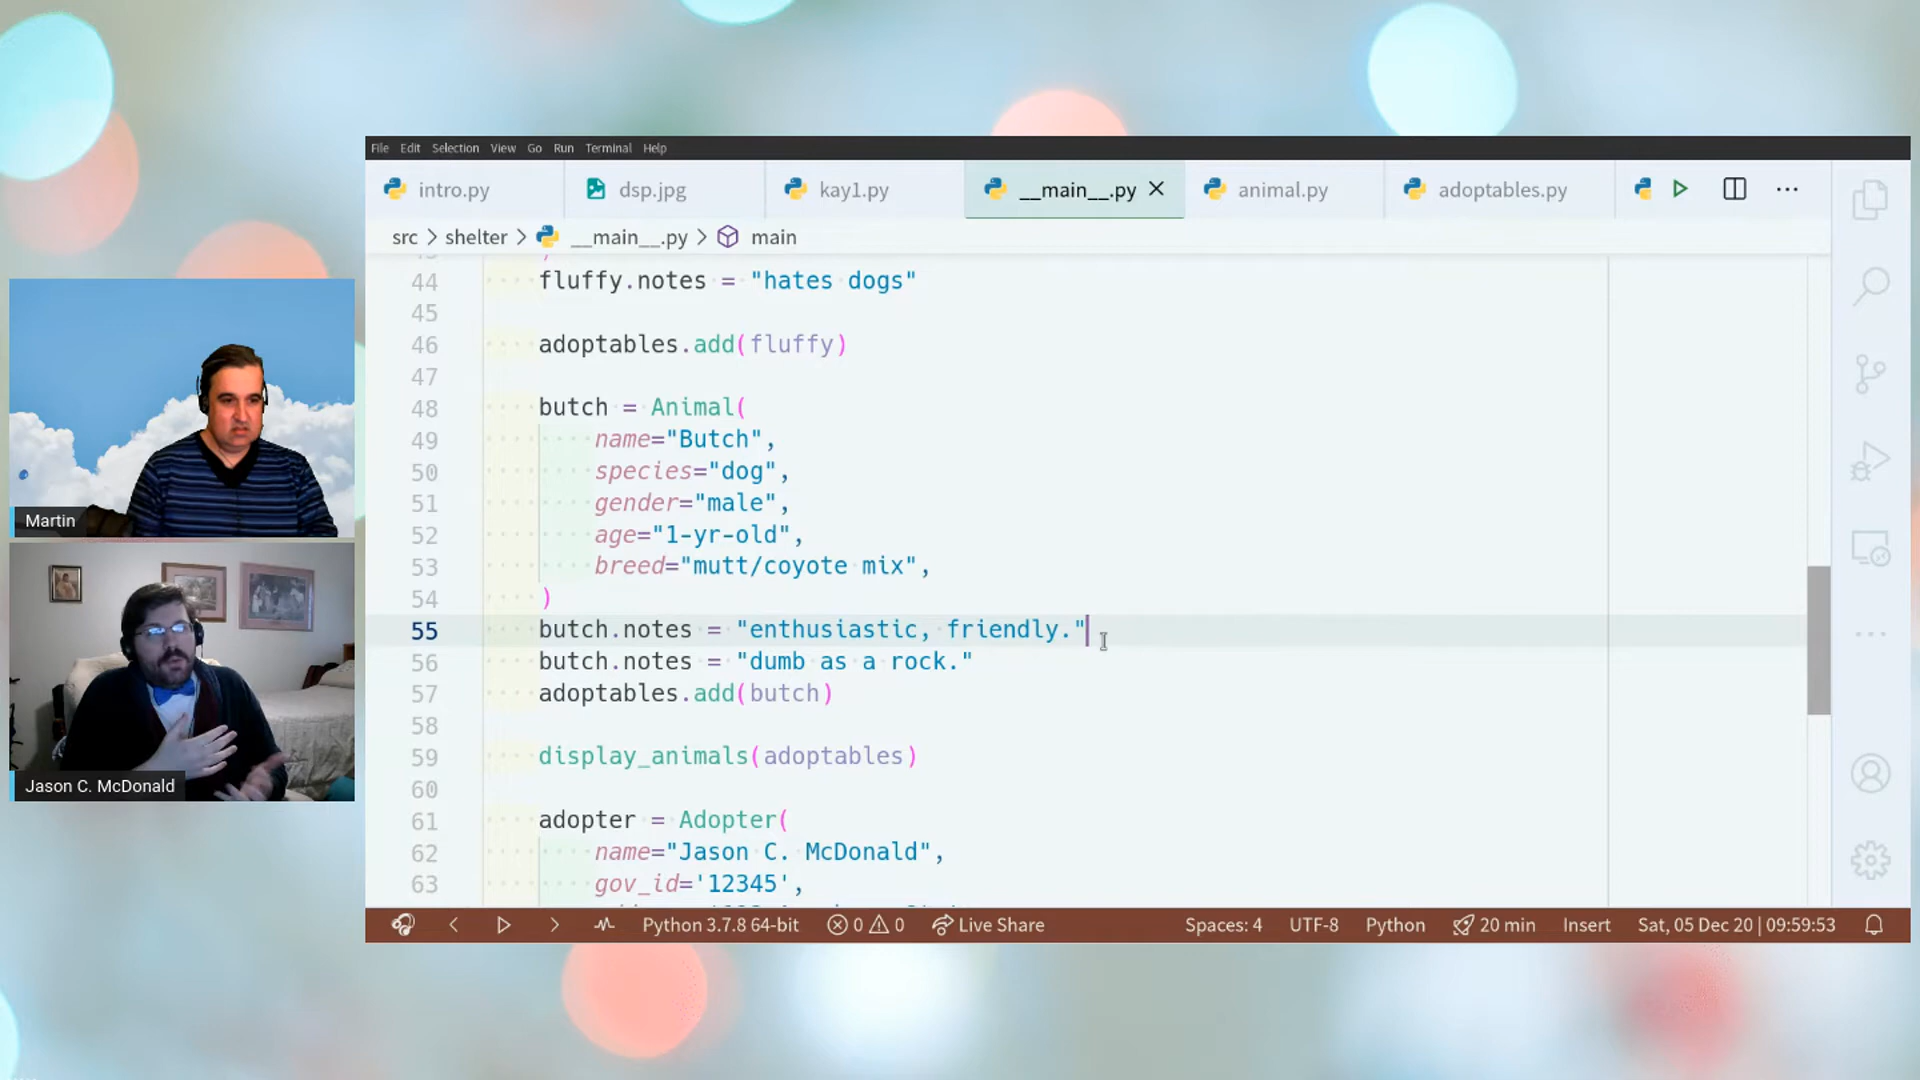 File Edit Selection View Go Run Terminal Help
intro.py dsp.jpg kay1.py __main__.py animal.py adoptables.py
src > shelter > __main__.py > main
44 fluffy.notes = "hates dogs"
45
46 adoptables.add(fluffy)
47
48 butch = Animal(
49 name="Butch",
50 species="dog",
51 gender="male",
52 age="1-yr-old",
53 breed="mutt/coyote mix",
54 )
55 butch.notes = "enthusiastic, friendly."
56 butch.notes = "dumb as a rock."
57 adoptables.add(butch)
58
59 display_animals(adoptables)
60
61 adopter = Adopter(
62 name="Jason C. McDonald",
63 gov_id='12345',
Python 3.7.8 64-bit 0 0 Live Share Spaces: 4 UTF-8 Python 20 min Insert Sat, 05 Dec 20 | 09:59:53
Martin
Jason C. McDonald